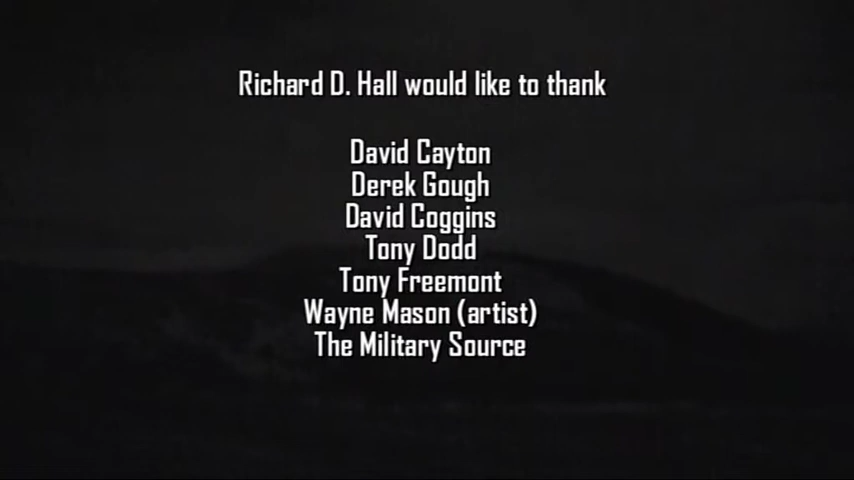 Richard D. Hall would like to thank
David Cayton
Derek Gough
David Coggins
Tony Dodd
Tony Freemont
Wayne Mason (artist)
The Military Source